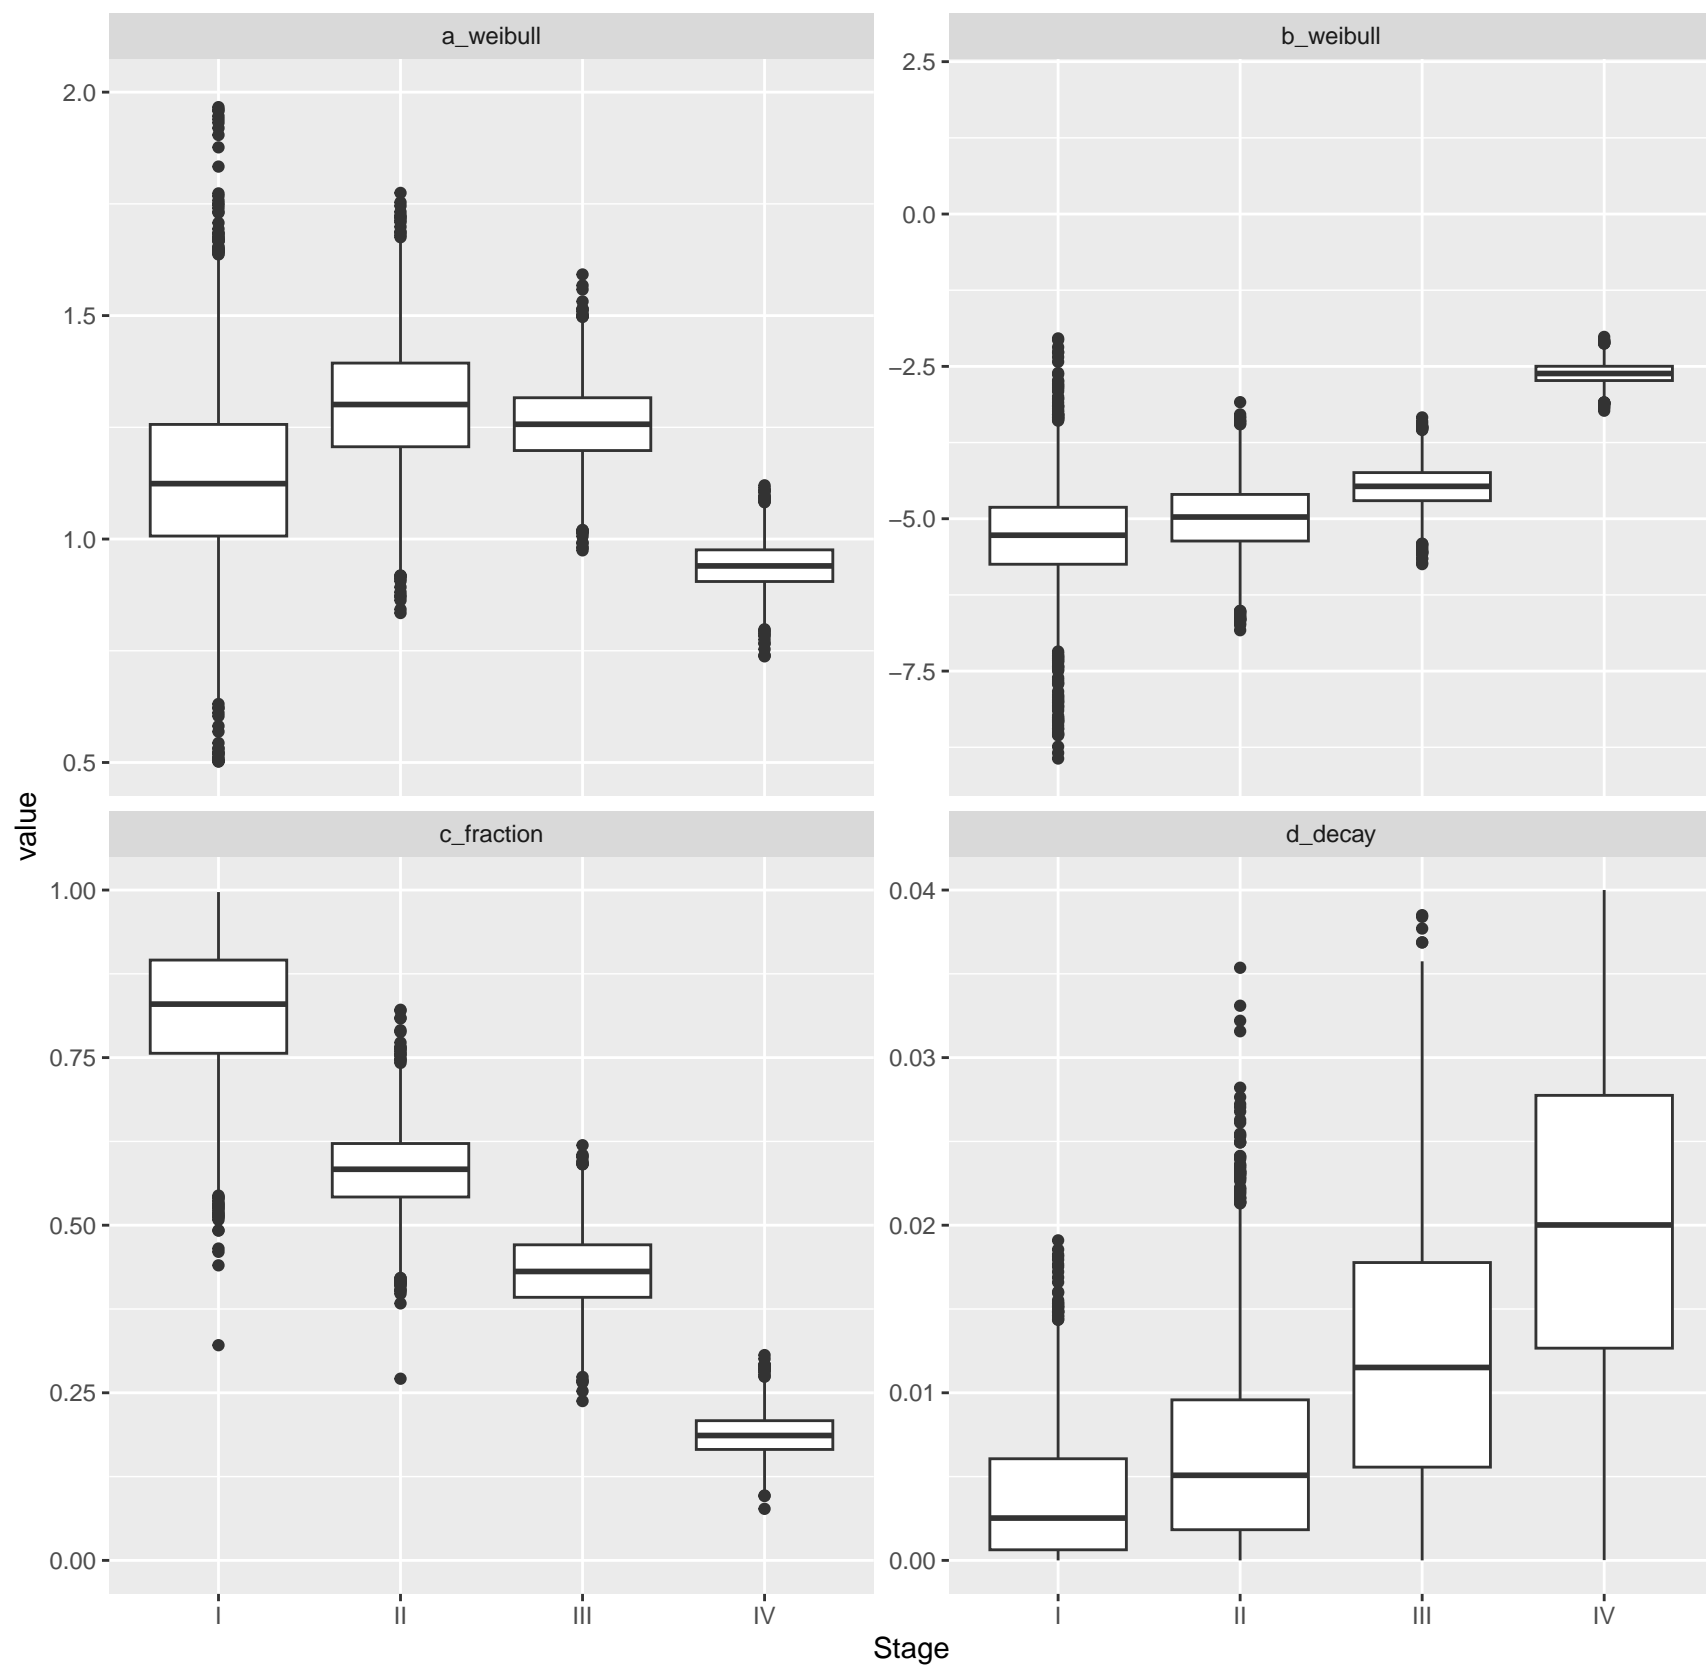 a_weibull
b_weibull
2.0
1.5
1.0
0.5
2.5
0.0
−2.5
−5.0
−7.5
value
c_fraction
d_decay
1.00
0.75
0.50
0.25
0.00
0.04
0.03
0.02
0.01
0.00
I II III IV
I II III IV
Stage